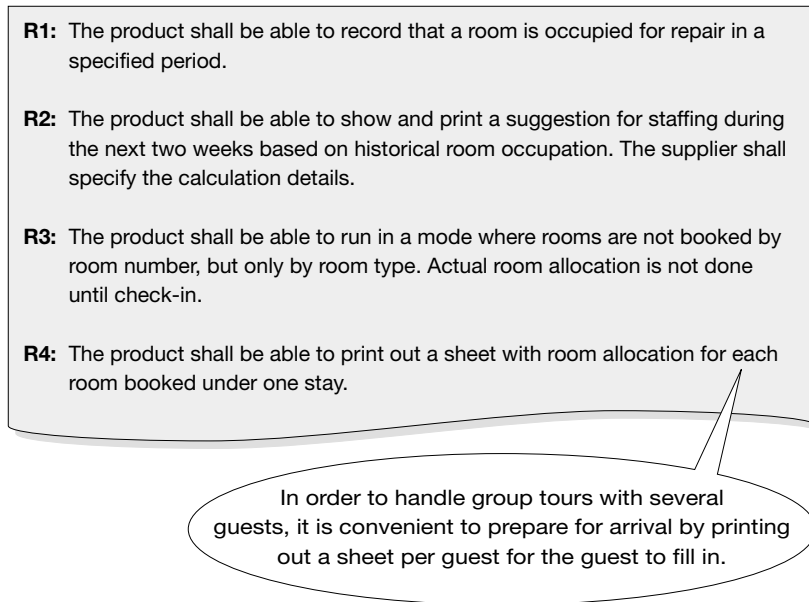 R1: The product shall be able to record that a room is occupied for repair in a
specified period.
R2: The product shall be able to show and print a suggestion for staffing during
the next two weeks based on historical room occupation. The supplier shall
specify the calculation details.
R3: The product shall be able to run in a mode where rooms are not booked by
room number, but only by room type. Actual room allocation is not done
until check-in.
R4: The product shall be able to print out a sheet with room allocation for each
room booked under one stay.
In order to handle group tours with several
guests, it is convenient to prepare for arrival by printing
out a sheet per guest for the guest to fill in.